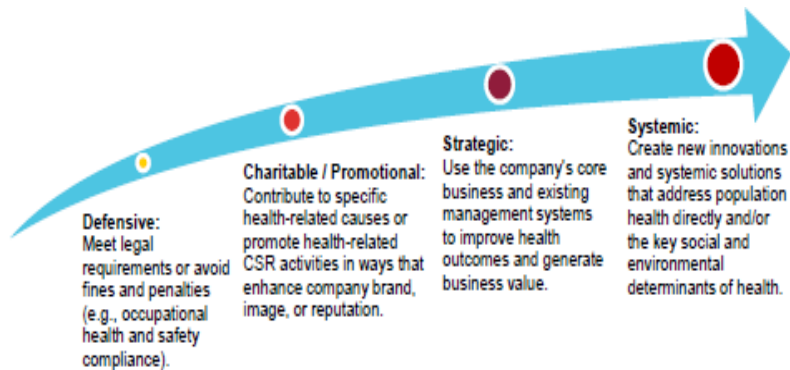 Defensive:
Meet legal
requirements or avoid
fines and penalties
(e.g., occupational
health and safety
compliance).
Charitable / Promotional:
Contribute to specific
health-related causes or
promote health-related
CSR activities in ways that
enhance company brand,
image, or reputation.
Strategic:
Use the company's core
business and existing
management systems
to improve health
outcomes and generate
business value.
Systemic:
Create new innovations
and systemic solutions
that address population
health directly and/or
the key social and
environmental
determinants of health.